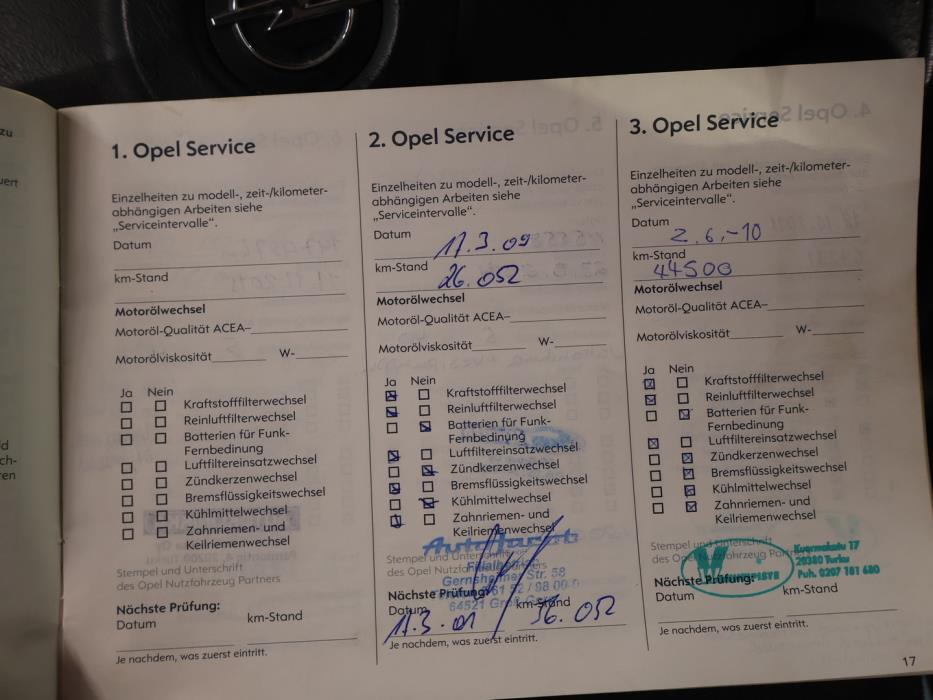 zu
1. Opel Service
Einzelheiten zu modell-, zeit-/kilometer-
abhängigen Arbeiten siehe
„Serviceintervalle“.
Datum
km-Stand
Motorölwechsel
Motoröl-Qualität ACEA–
Motorölviskosität W-
Ja Nein
Kraftstofffilterwechsel
Reinluftfilterwechsel
Batterien für Funk-
Fernbedinung
Luftfiltereinsatzwechsel
Zündkerzenwechsel
Bremsflüssigkeitswechsel
Kühlmittelwechsel
Zahnriemen- und
Keilriemenwechsel
Stempel und Unterschrift
des Opel Nutzfahrzeug Partners
Nächste Prüfung:
Datum km-Stand
Je nachdem, was zuerst eintritt.
2. Opel Service
Einzelheiten zu modell-, zeit-/kilometer-
abhängigen Arbeiten siehe
„Serviceintervalle“.
Datum 17.3.09
km-Stand 26.052
Motorölwechsel
Motoröl-Qualität ACEA–
Motorölviskosität W-
Ja Nein
Kraftstofffilterwechsel
Reinluftfilterwechsel
Batterien für Funk-
Fernbedinung
Luftfiltereinsatzwechsel
Zündkerzenwechsel
Bremsflüssigkeitswechsel
Kühlmittelwechsel
Zahnriemen- und
Keilriemenwechsel
Stempel und Unterschrift
des Opel Nutzfahrzeug Partners
Gernsheimer Str. 58
64521
Nächste Prüfung:
Datum km-Stand
56.052
Je nachdem, was zuerst eintritt.
3. Opel Service
Einzelheiten zu modell-, zeit-/kilometer-
abhängigen Arbeiten siehe
„Serviceintervalle“.
Datum 2.6,-10
km-Stand 44500
Motorölwechsel
Motoröl-Qualität ACEA–
Motorölviskosität W-
Ja Nein
Kraftstofffilterwechsel
Reinluftfilterwechsel
Batterien für Funk-
Fernbedinung
Luftfiltereinsatzwechsel
Zündkerzenwechsel
Bremsflüssigkeitswechsel
Kühlmittelwechsel
Zahnriemen- und
Keilriemenwechsel
Stempel und Unterschrift
des Opel Nutzfahrzeug
Kuormakatu 17
20380 Turku
Puh. 0207 181 680
Nächste Prüfung:
Datum km-Stand
Je nachdem, was zuerst eintritt.
17